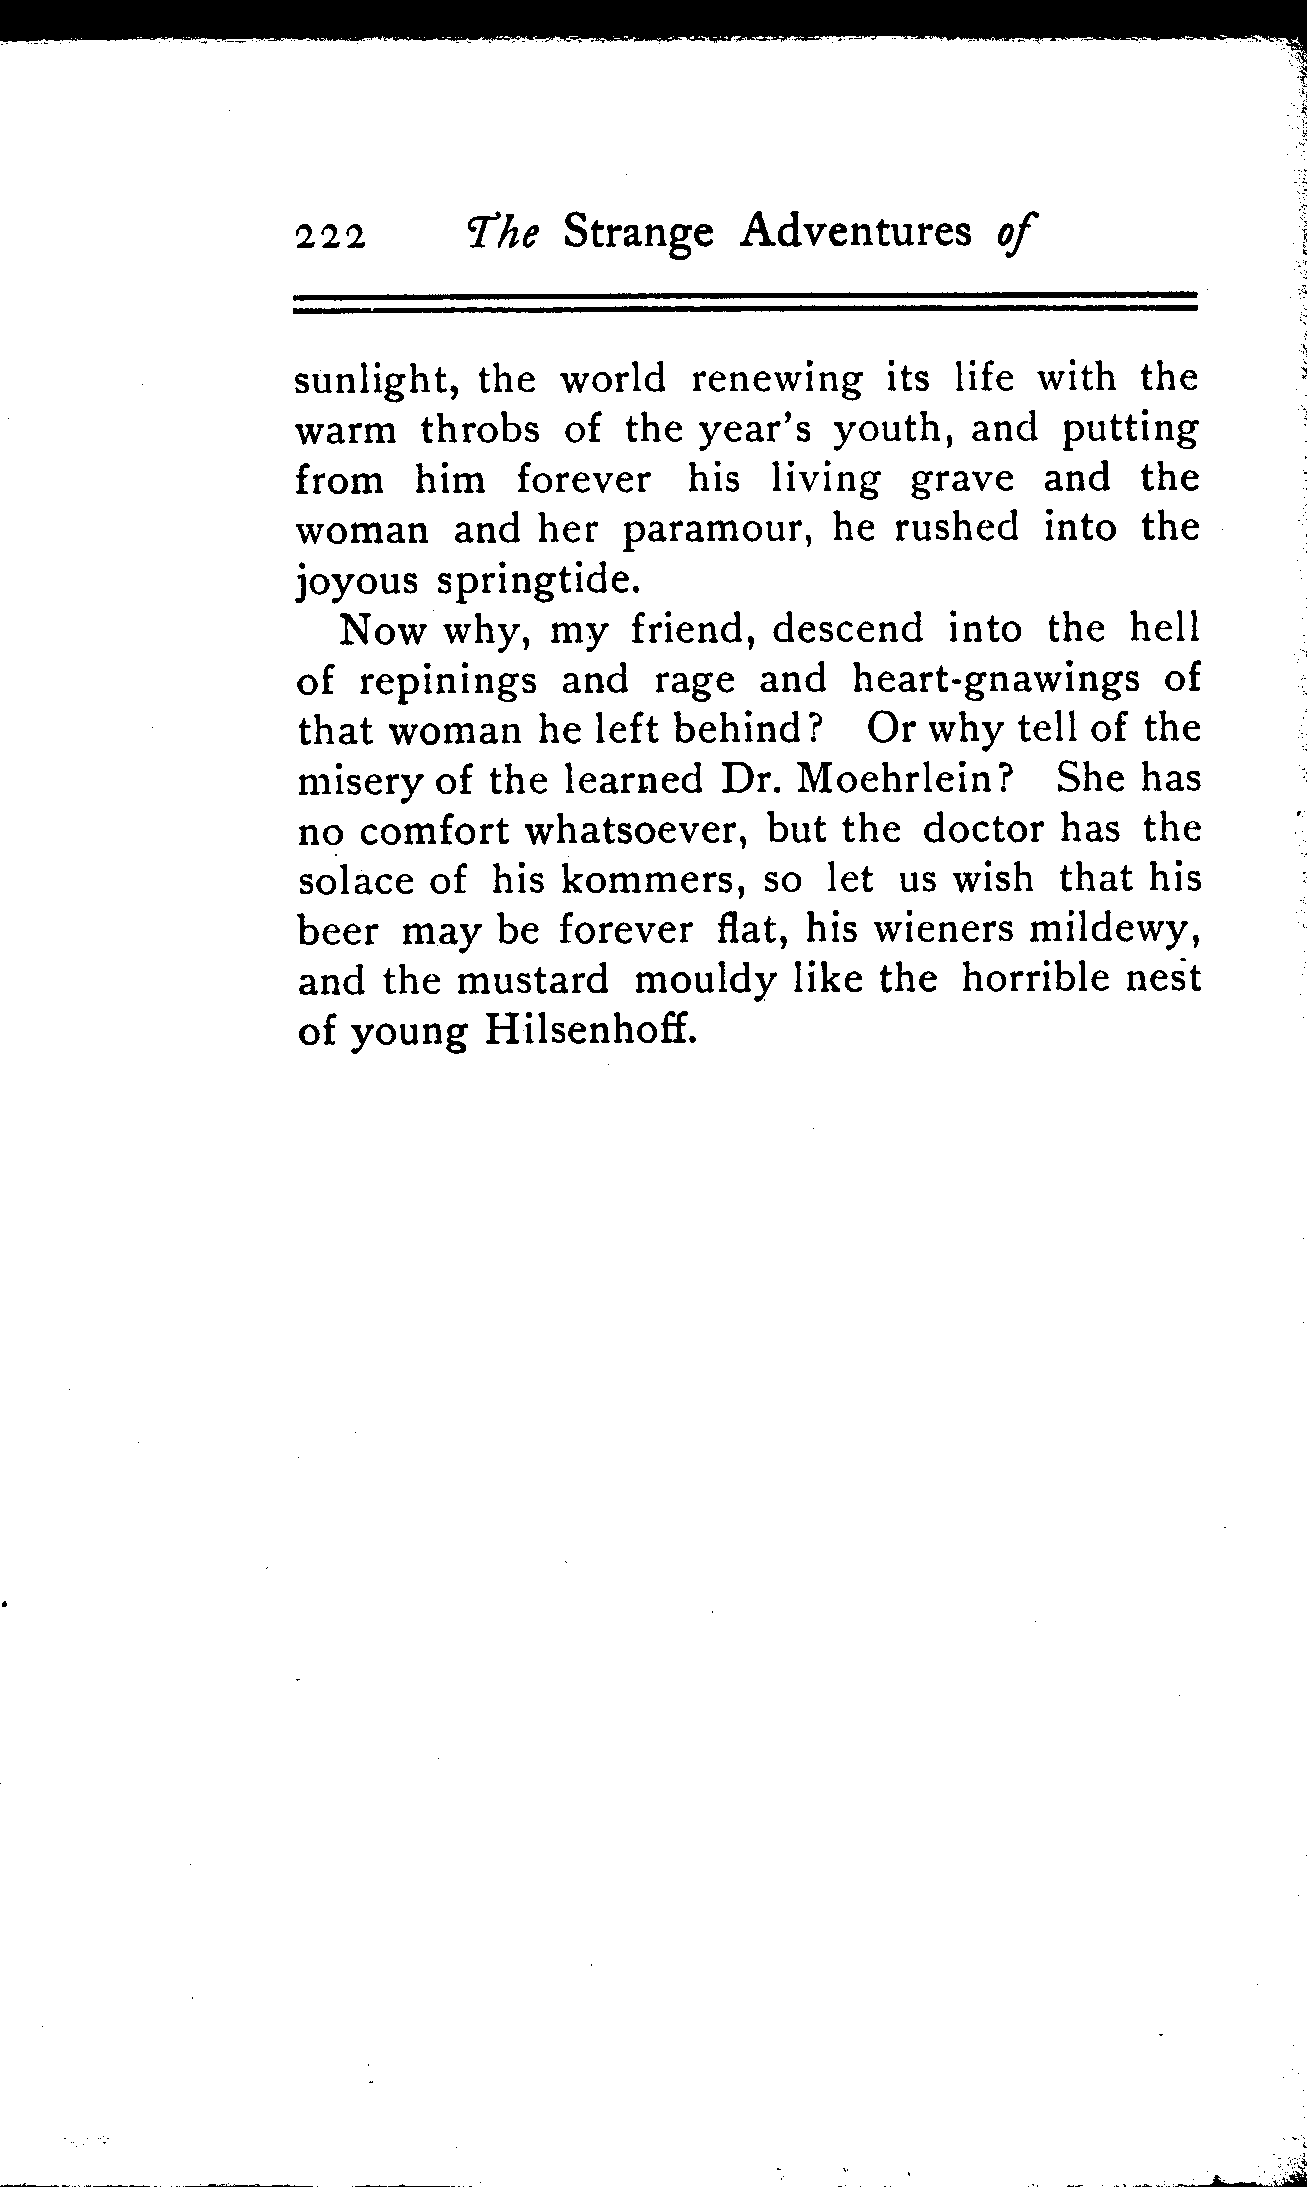 222 The Strange Adventures of
sunlight, the world renewing its life with the
warm throbs of the year's youth, and putting
from him forever his living grave and the
woman and her paramour, he rushed into the
joyous springtide.
Now why, my friend, descend into the hell
of repinings and rage and heart-gnawings of
that woman he left behind? Or why tell of the
misery of the learned Dr. Moehrlein? She has
no comfort whatsoever, but the doctor has the
solace of his kommers, so let us wish that his
beer may be forever flat, his wieners mildewy,
and the mustard mouldy like the horrible nest
of young Hilsenhoff.